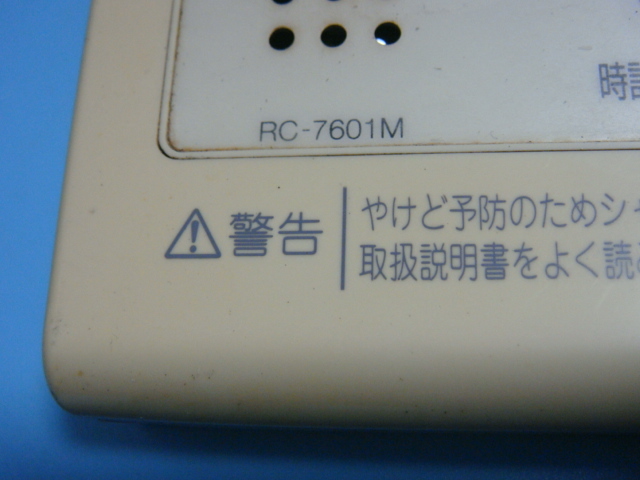 時
RC-7601M
警告
やけど予防のためシャ
取扱説明書をよく読